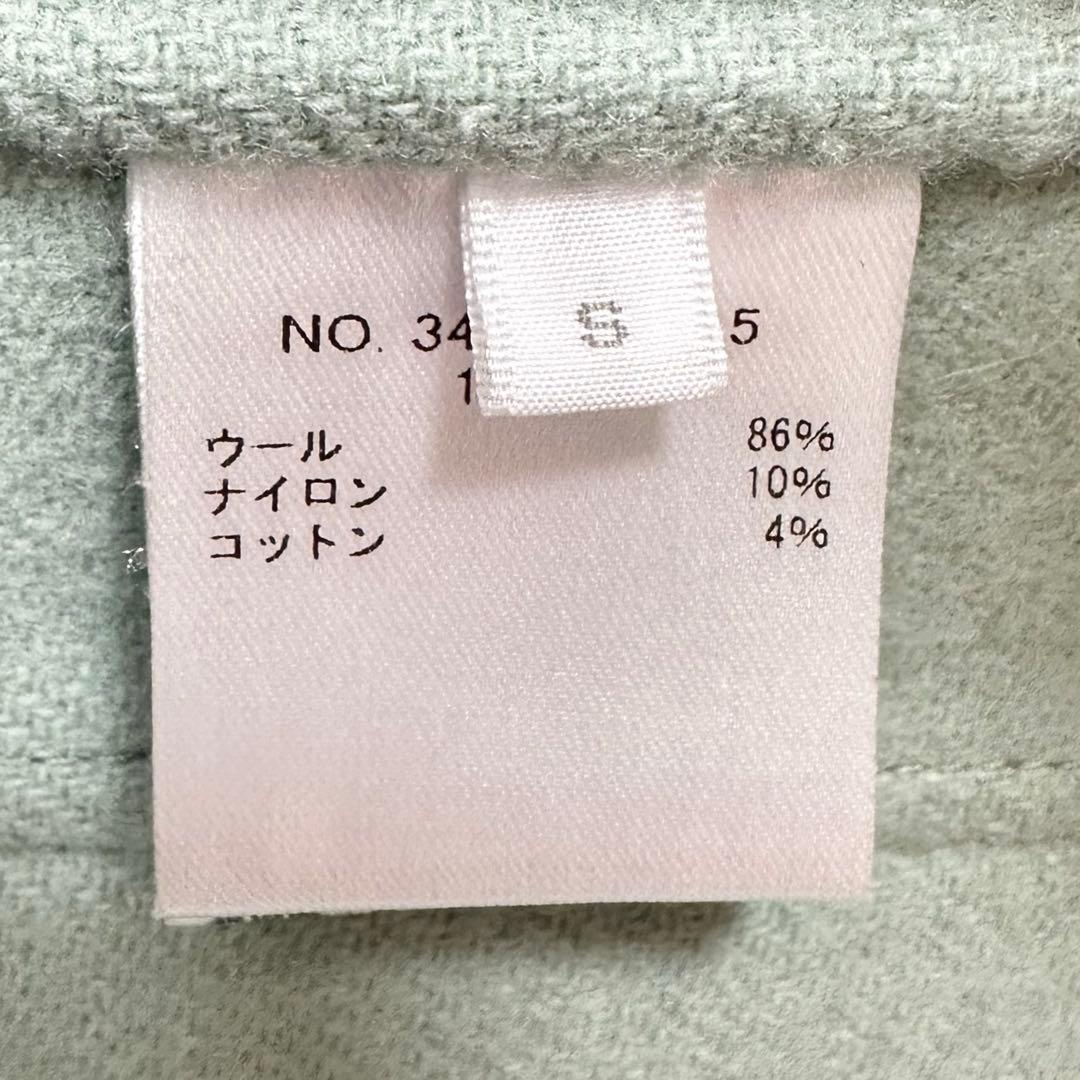 NO. 34 5
S
1
ウール 86%
ナイロン 10%
コットン 4%